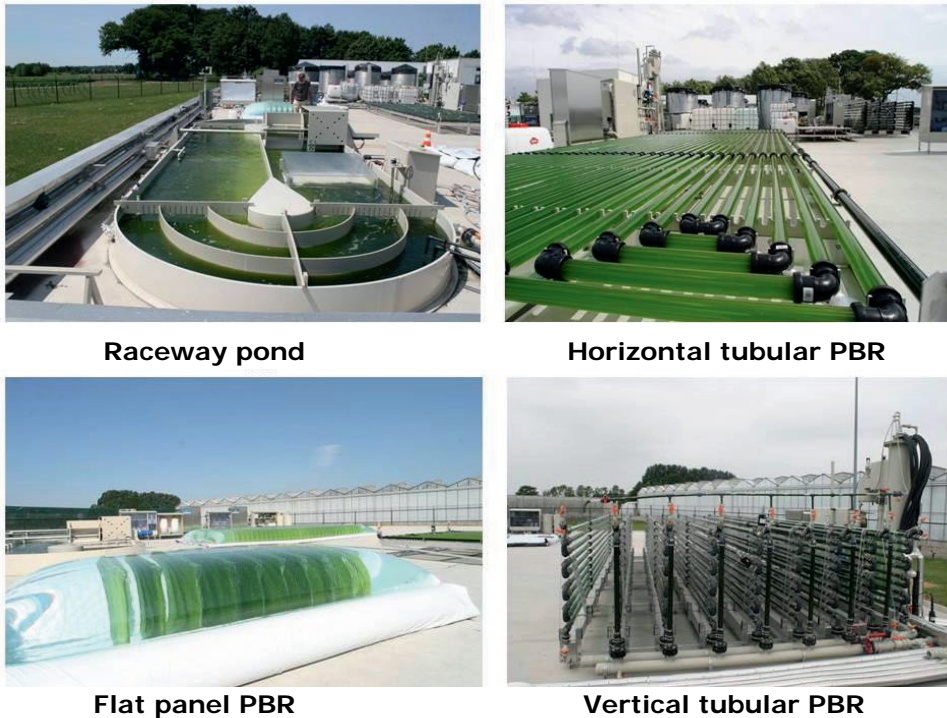 Raceway pond
Horizontal tubular PBR
Flat panel PBR
Vertical tubular PBR